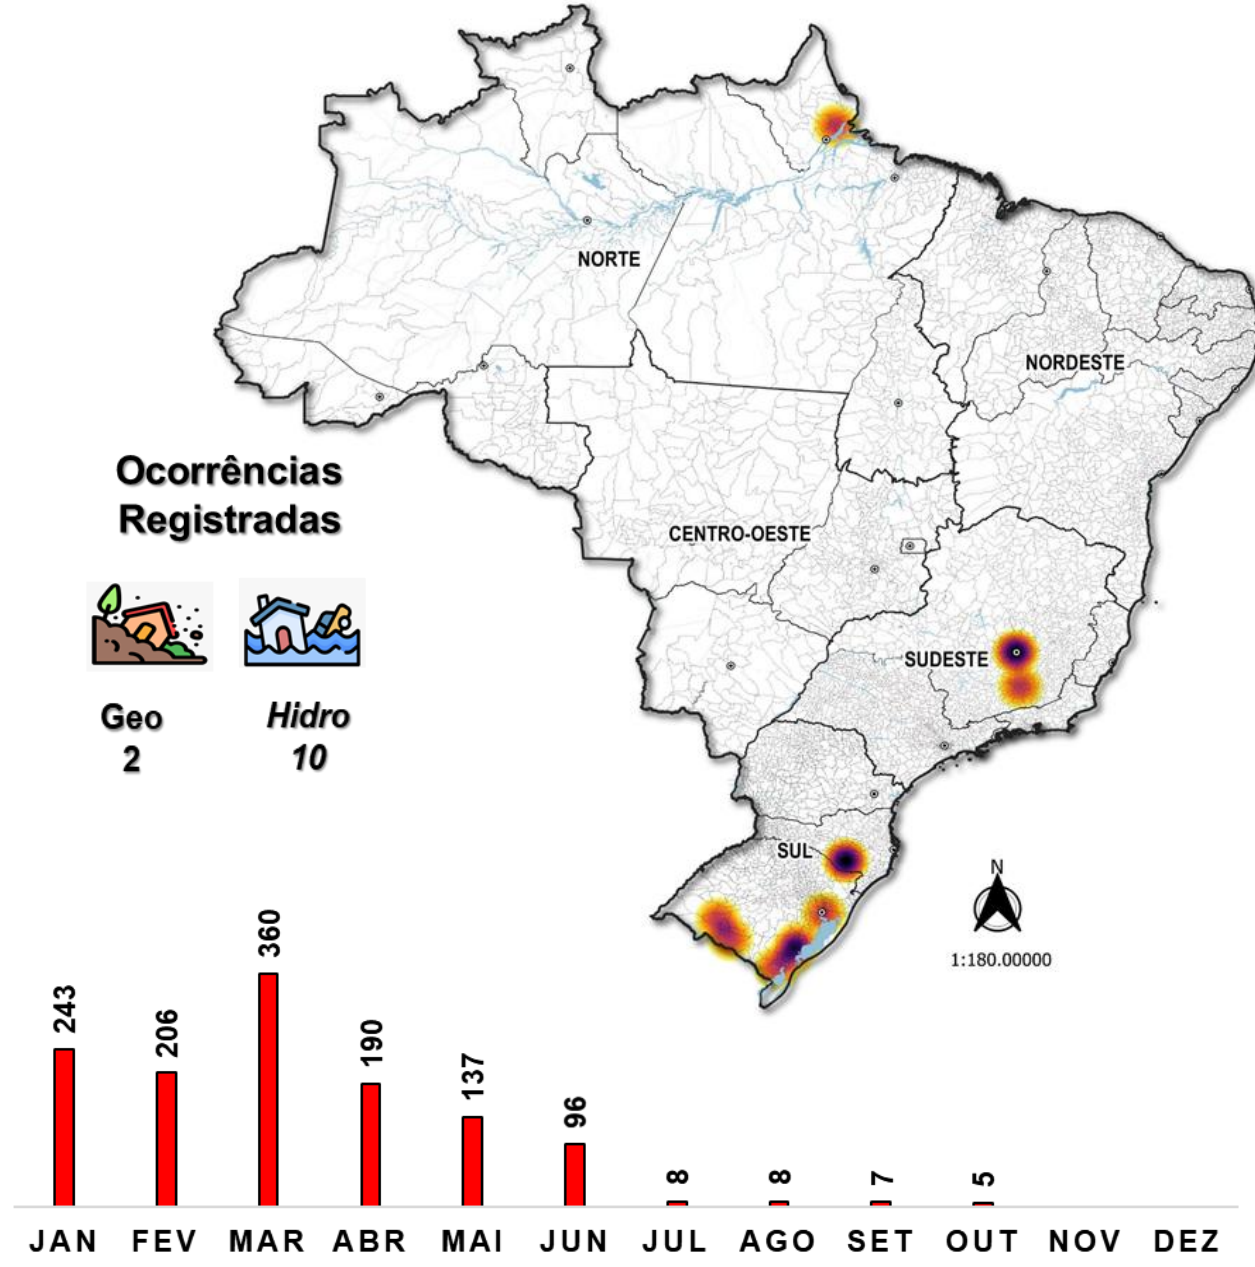 NORTE
NORDESTE
Ocorrências
Registradas
CENTRO-OESTE
SUDESTE
Geo
2
Hidro
10
SUL
N
1:180.00000
243
206
360
190
137
96
8
8
7
5
JAN FEV MAR ABR MAI JUN JUL AGO SET OUT NOV DEZ